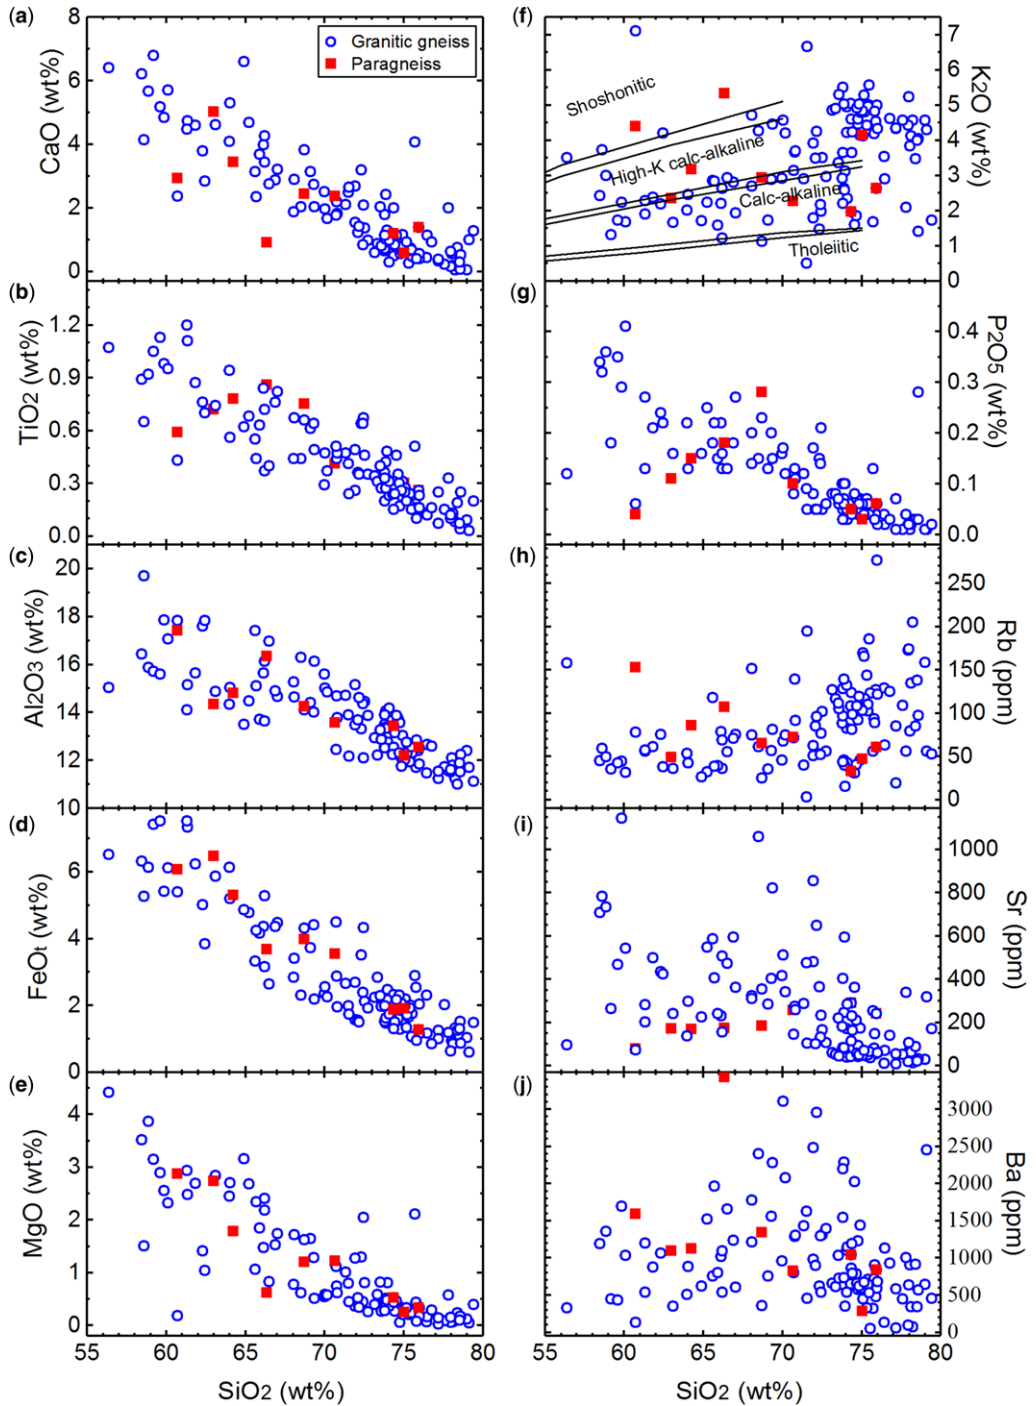 (a)
8
6
4
2
0
CaO (wt%)
Granitic gneiss
Paragneiss
(b)
1.2
0.9
0.6
0.3
0.0
TiO2 (wt%)
(c)
20
18
16
14
12
10
Al2O3 (wt%)
(d)
6
4
2
0
FeOt (wt%)
(e)
4
3
2
1
0
MgO (wt%)
55 60 65 70 75 80
SiO2 (wt%)
(f)
Shoshonitic
High-K calc-alkaline
Calc-alkaline
Tholeiitic
7
6
5
4
3
2
1
0
K2O (wt%)
(g)
0.4
0.3
0.2
0.1
0.0
P2O5 (wt%)
(h)
250
200
150
100
50
0
Rb (ppm)
(i)
1000
800
600
400
200
0
Sr (ppm)
(j)
3000
2500
2000
1500
1000
500
0
Ba (ppm)
55 60 65 70 75 80
SiO2 (wt%)